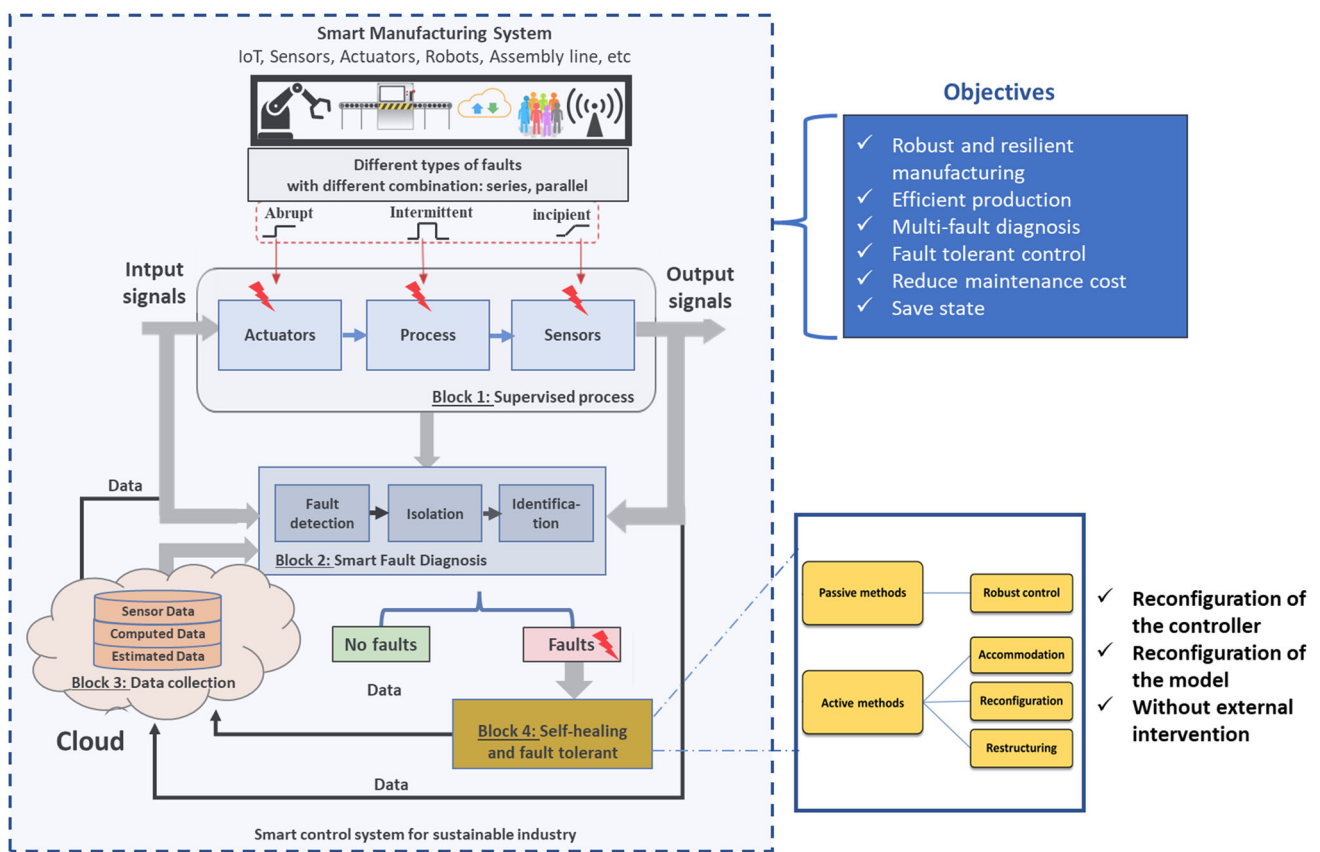 Smart Manufacturing System
IoT, Sensors, Actuators, Robots, Assembly line, etc
Different types of faults
with different combination: series, parallel
Abrupt
Intermittent
incipient
Intput
signals
Output
signals
Actuators
Process
Sensors
Block 1: Supervised process
Data
Fault
detection
Isolation
Identifica-
tion
Block 2: Smart Fault Diagnosis
Sensor Data
Computed Data
Estimated Data
Block 3: Data collection
Cloud
No faults
Faults
Data
Block 4: Self-healing
and fault tolerant
Data
Smart control system for sustainable industry
Objectives
✓ Robust and resilient
manufacturing
✓ Efficient production
✓ Multi-fault diagnosis
✓ Fault tolerant control
✓ Reduce maintenance cost
✓ Save state
Passive methods
Robust control
Active methods
Accommodation
Reconfiguration
Restructuring
✓ Reconfiguration of
the controller
✓ Reconfiguration of
the model
✓ Without external
intervention